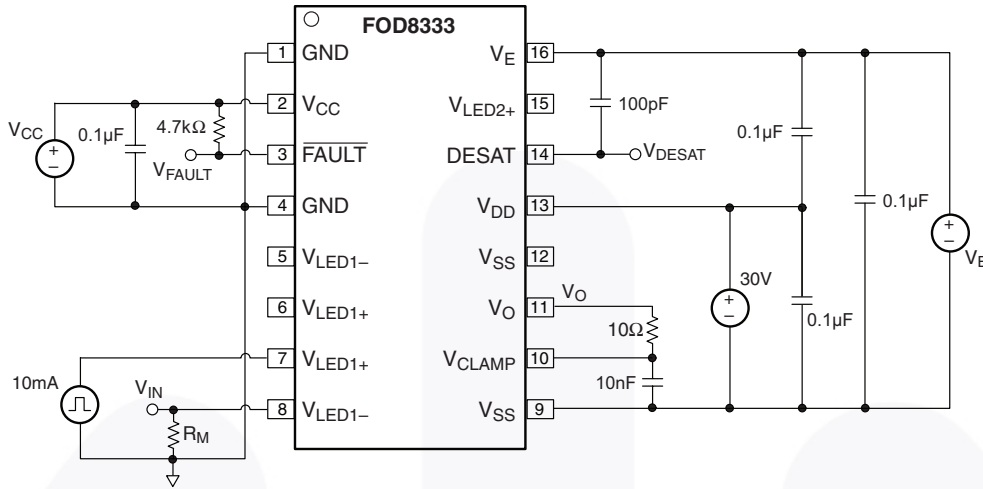 FOD8333
1 GND
2 VCC
3 FAULT
4 GND
5 VLED1–
6 VLED1+
7 VLED1+
8 VLED1–
VE 16
VLED2+ 15
DESAT 14
VDD 13
VSS 12
VO 11
VCLAMP 10
VSS 9
VCC
+
–
0.1µF
4.7kΩ
VFAULT
10mA
VIN
RM
100pF
VDESAT
0.1µF
0.1µF
+
–
VE
30V
+
–
0.1µF
VO
10Ω
10nF